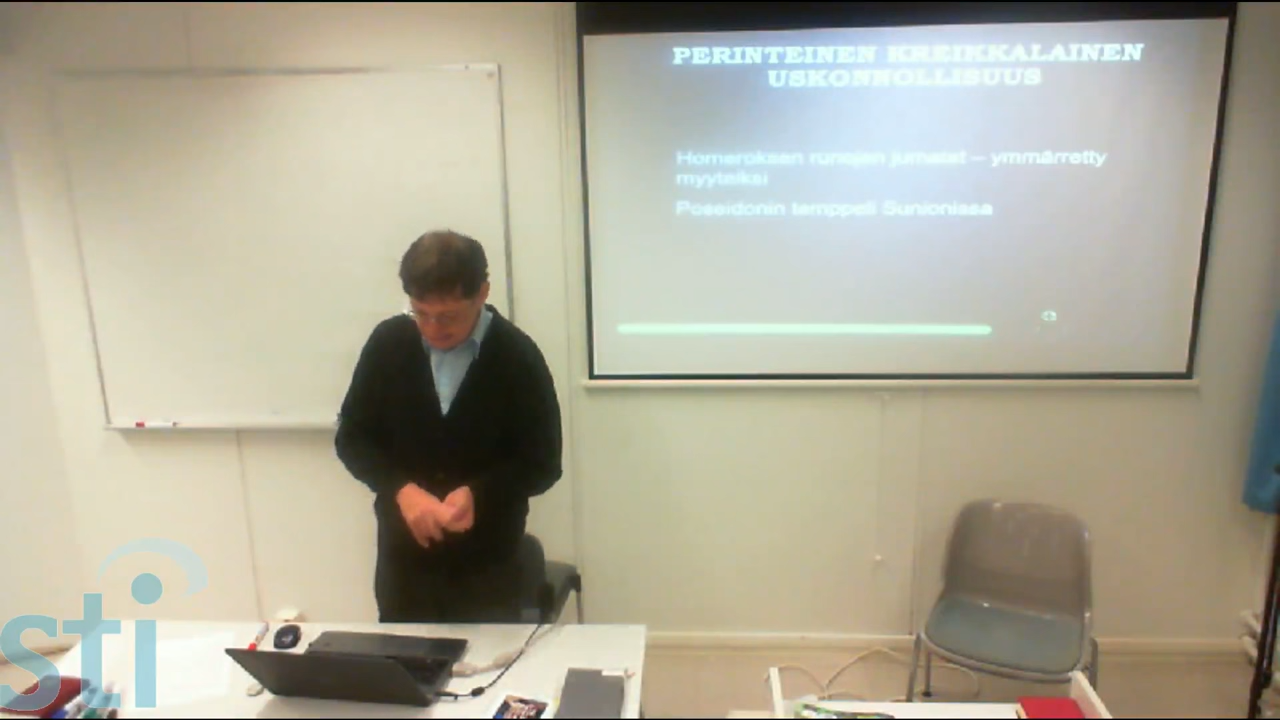 PERINTEINEN KREIKKALAINEN
USKONNOLLISUUS
Homeroksen runojen jumalat – ymmärretty
myyteiksi
Poseidonin temppeli Sunionissa
sti